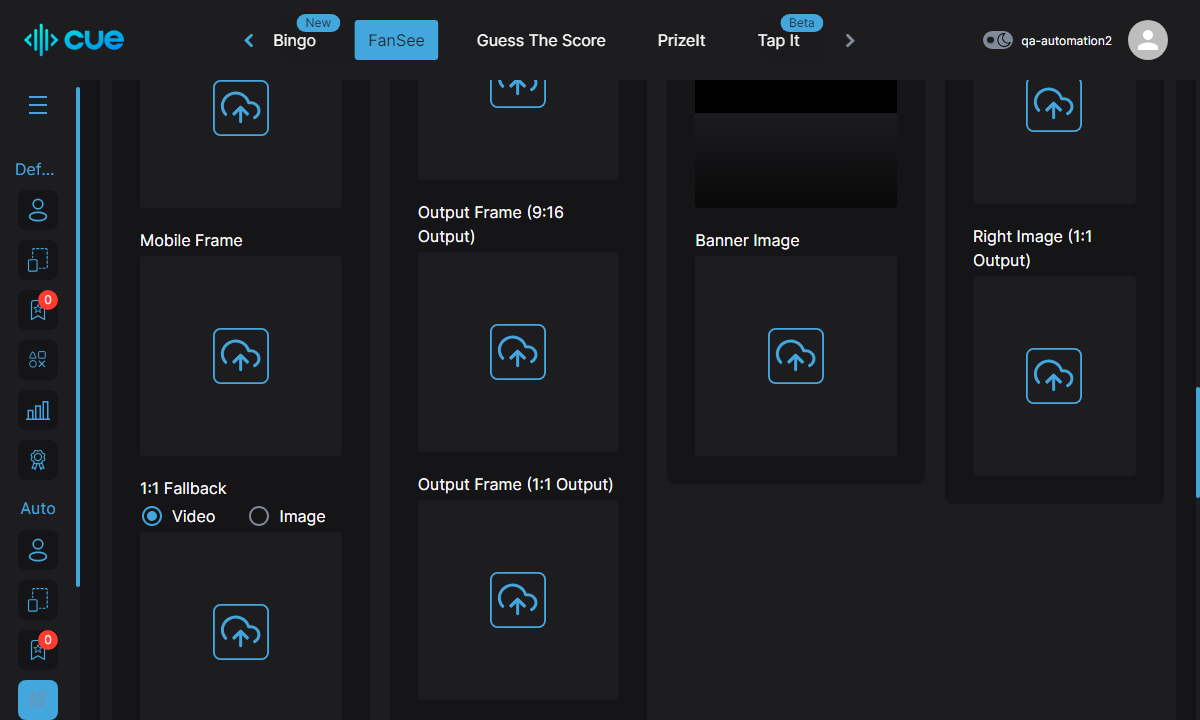 cue
New
Bingo
FanSee
Guess The Score
PrizeIt
Beta
Tap It
qa-automation2
Def...
0
Auto
0
Mobile Frame
1:1 Fallback
Video
Image
Output Frame (9:16
Output)
Output Frame (1:1 Output)
Banner Image
Right Image (1:1
Output)